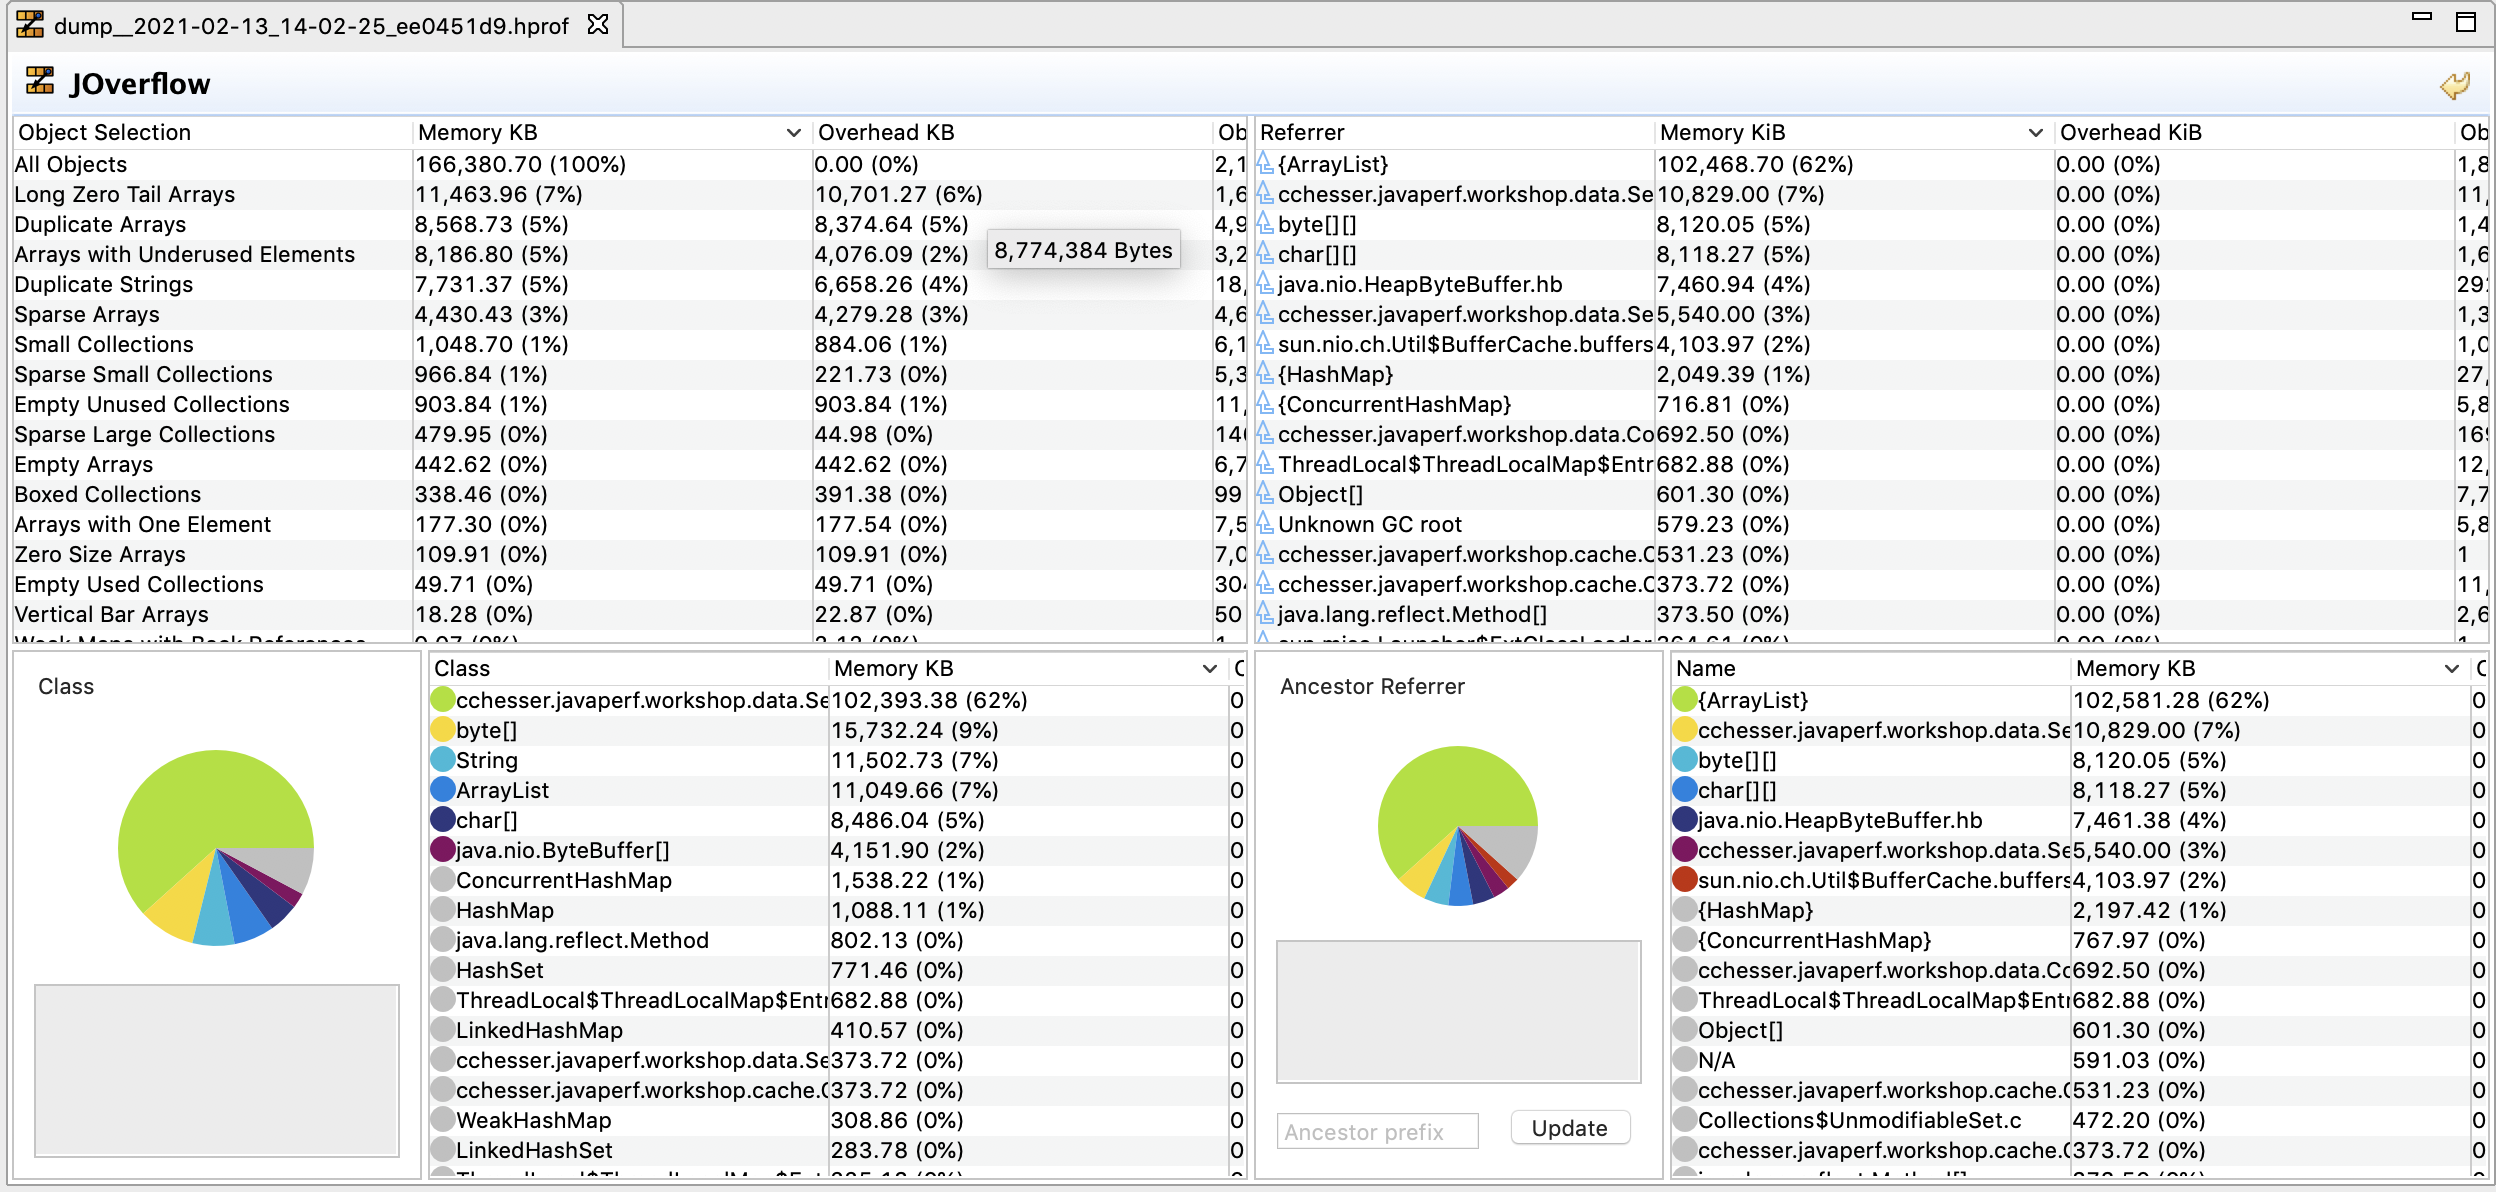 dump__2021-02-13_14-02-25_ee0451d9.hprof
JOverflow
Object Selection Memory KB Overhead KB Ob
All Objects 166,380.70 (100%) 0.00 (0%) 2,1
Long Zero Tail Arrays 11,463.96 (7%) 10,701.27 (6%) 1,6
Duplicate Arrays 8,568.73 (5%) 8,374.64 (5%) 4,9
8,774,384 Bytes
Arrays with Underused Elements 8,186.80 (5%) 4,076.09 (2%) 3,2
Duplicate Strings 7,731.37 (5%) 6,658.26 (4%) 18,
Sparse Arrays 4,430.43 (3%) 4,279.28 (3%) 4,6
Small Collections 1,048.70 (1%) 884.06 (1%) 6,1
Sparse Small Collections 966.84 (1%) 221.73 (0%) 5,3
Empty Unused Collections 903.84 (1%) 903.84 (1%) 11,
Sparse Large Collections 479.95 (0%) 44.98 (0%) 14
Empty Arrays 442.62 (0%) 442.62 (0%) 6,7
Boxed Collections 338.46 (0%) 391.38 (0%) 99
Arrays with One Element 177.30 (0%) 177.54 (0%) 7,5
Zero Size Arrays 109.91 (0%) 109.91 (0%) 7,0
Empty Used Collections 49.71 (0%) 49.71 (0%) 30
Vertical Bar Arrays 18.28 (0%) 22.87 (0%) 50
Referrer Memory KiB Overhead KiB Ob
{ArrayList} 102,468.70 (62%) 0.00 (0%) 1,8
cchesser.javaperf.workshop.data.Se 10,829.00 (7%) 0.00 (0%) 11,
byte[][] 8,120.05 (5%) 0.00 (0%) 1,4
char[][] 8,118.27 (5%) 0.00 (0%) 1,6
java.nio.HeapByteBuffer.hb 7,460.94 (4%) 0.00 (0%) 29
cchesser.javaperf.workshop.data.Se 5,540.00 (3%) 0.00 (0%) 1,3
sun.nio.ch.Util$BufferCache.buffers 4,103.97 (2%) 0.00 (0%) 1,0
{HashMap} 2,049.39 (1%) 0.00 (0%) 27,
{ConcurrentHashMap} 716.81 (0%) 0.00 (0%) 5,8
cchesser.javaperf.workshop.data.Co 692.50 (0%) 0.00 (0%) 16
ThreadLocal$ThreadLocalMap$Entr 682.88 (0%) 0.00 (0%) 12,
Object[] 601.30 (0%) 0.00 (0%) 7,7
Unknown GC root 579.23 (0%) 0.00 (0%) 5,8
cchesser.javaperf.workshop.cache.C 531.23 (0%) 0.00 (0%) 1
cchesser.javaperf.workshop.cache.C 373.72 (0%) 0.00 (0%) 11,
java.lang.reflect.Method[] 373.50 (0%) 0.00 (0%) 2,6
Class
Class Memory KB
cchesser.javaperf.workshop.data.Se 102,393.38 (62%) 0
byte[] 15,732.24 (9%) 0
String 11,502.73 (7%) 0
ArrayList 11,049.66 (7%) 0
char[] 8,486.04 (5%) 0
java.nio.ByteBuffer[] 4,151.90 (2%) 0
ConcurrentHashMap 1,538.22 (1%) 0
HashMap 1,088.11 (1%) 0
java.lang.reflect.Method 802.13 (0%) 0
HashSet 771.46 (0%) 0
ThreadLocal$ThreadLocalMap$Entr 682.88 (0%) 0
LinkedHashMap 410.57 (0%) 0
cchesser.javaperf.workshop.data.Se 373.72 (0%) 0
cchesser.javaperf.workshop.cache.C 373.72 (0%) 0
WeakHashMap 308.86 (0%) 0
LinkedHashSet 283.78 (0%) 0
Ancestor Referrer
Ancestor prefix
Update
Name Memory KB
{ArrayList} 102,581.28 (62%) 0
cchesser.javaperf.workshop.data.Se 10,829.00 (7%) 0
byte[][] 8,120.05 (5%) 0
char[][] 8,118.27 (5%) 0
java.nio.HeapByteBuffer.hb 7,461.38 (4%) 0
cchesser.javaperf.workshop.data.Se 5,540.00 (3%) 0
sun.nio.ch.Util$BufferCache.buffers 4,103.97 (2%) 0
{HashMap} 2,197.42 (1%) 0
{ConcurrentHashMap} 767.97 (0%) 0
cchesser.javaperf.workshop.data.Co 692.50 (0%) 0
ThreadLocal$ThreadLocalMap$Entr 682.88 (0%) 0
Object[] 601.30 (0%) 0
N/A 591.03 (0%) 0
cchesser.javaperf.workshop.cache.C 531.23 (0%) 0
Collections$UnmodifiableSet.c 472.20 (0%) 0
cchesser.javaperf.workshop.cache.C 373.72 (0%) 0